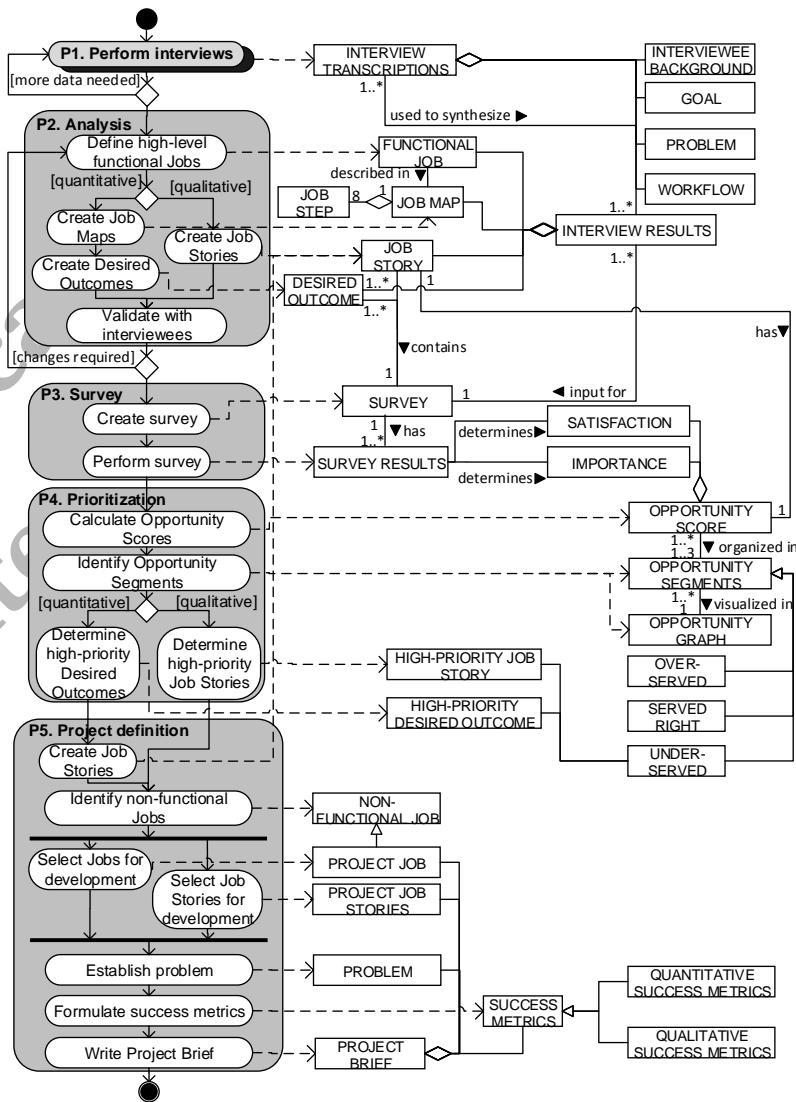 P1. Perform interviews
[more data needed]
INTERVIEW
TRANSCRIPTIONS
1..*
used to synthesize
INTERVIEWEE
BACKGROUND
GOAL
PROBLEM
WORKFLOW
1..*
INTERVIEW RESULTS
1..*
P2. Analysis
Define high-level
functional Jobs
[quantitative]
[qualitative]
Create Job
Maps
Create Job
Stories
Create Desired
Outcomes
Validate with
interviewees
[changes required]
FUNCTIONAL
JOB
described in
JOB
STEP
8
1
JOB MAP
JOB
STORY
DESIRED
OUTCOME
1..*
1
1..*
contains
1
has
P3. Survey
Create survey
Perform survey
SURVEY
1
input for
1
has
1..*
SURVEY RESULTS
determines
determines
SATISFACTION
IMPORTANCE
P4. Prioritization
Calculate Opportunity
Scores
Identify Opportunity
Segments
[quantitative]
[qualitative]
Determine
high-priority
Desired
Outcomes
Determine
high-priority
Job Stories
OPPORTUNITY
SCORE
1
1..*
organized in
1..3
OPPORTUNITY
SEGMENTS
1..*
visualized in
1
OPPORTUNITY
GRAPH
HIGH-PRIORITY JOB
STORY
HIGH-PRIORITY
DESIRED OUTCOME
OVER-
SERVED
SERVED
RIGHT
UNDER-
SERVED
P5. Project definition
Create Job
Stories
Identify non-functional
Jobs
Select Jobs for
development
Select Job
Stories for
development
Establish problem
Formulate success metrics
Write Project Brief
NON-
FUNCTIONAL JOB
PROJECT JOB
PROJECT JOB
STORIES
PROBLEM
SUCCESS
METRICS
PROJECT
BRIEF
QUANTITATIVE
SUCCESS METRICS
QUALITATIVE
SUCCESS METRICS